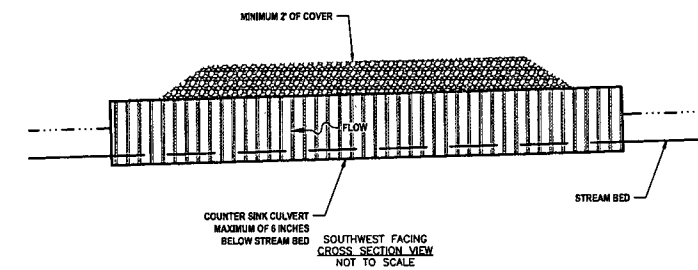 MINIMUM 2' OF COVER
FLOW
STREAM BED
COUNTER SINK CULVERT
MAXIMUM OF 6 INCHES
BELOW STREAM BED
SOUTHWEST FACING
CROSS SECTION VIEW
NOT TO SCALE